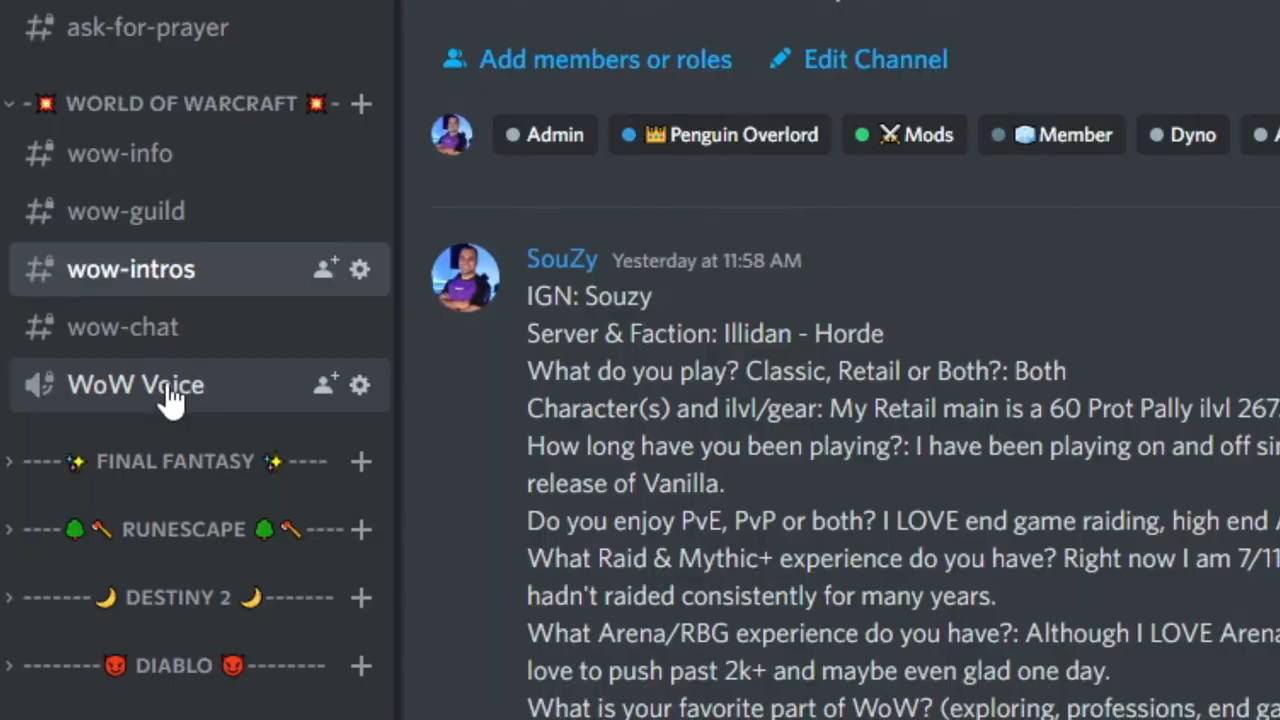 ask-for-prayer
- 💥 WORLD OF WARCRAFT 💥 -
wow-info
wow-guild
wow-intros
wow-chat
WoW Voice
----✨ FINAL FANTASY ✨----
----🌳🪓 RUNESCAPE 🌳🪓----
-------🌙 DESTINY 2 🌙-------
--------😈 DIABLO 😈--------
Add members or roles Edit Channel
Admin 👑 Penguin Overlord ⚔ Mods 🧊 Member Dyno
SouZy Yesterday at 11:58 AM
IGN: Souzy
Server & Faction: Illidan - Horde
What do you play? Classic, Retail or Both?: Both
Character(s) and ilvl/gear: My Retail main is a 60 Prot Pally ilvl 267
How long have you been playing?: I have been playing on and off
release of Vanilla.
Do you enjoy PvE, PvP or both? I LOVE end game raiding, high end
What Raid & Mythic+ experience do you have? Right now I am 7/11
hadn't raided consistently for many years.
What Arena/RBG experience do you have?: Although I LOVE Arena
love to push past 2k+ and maybe even glad one day.
What is your favorite part of WoW? (exploring, professions, end